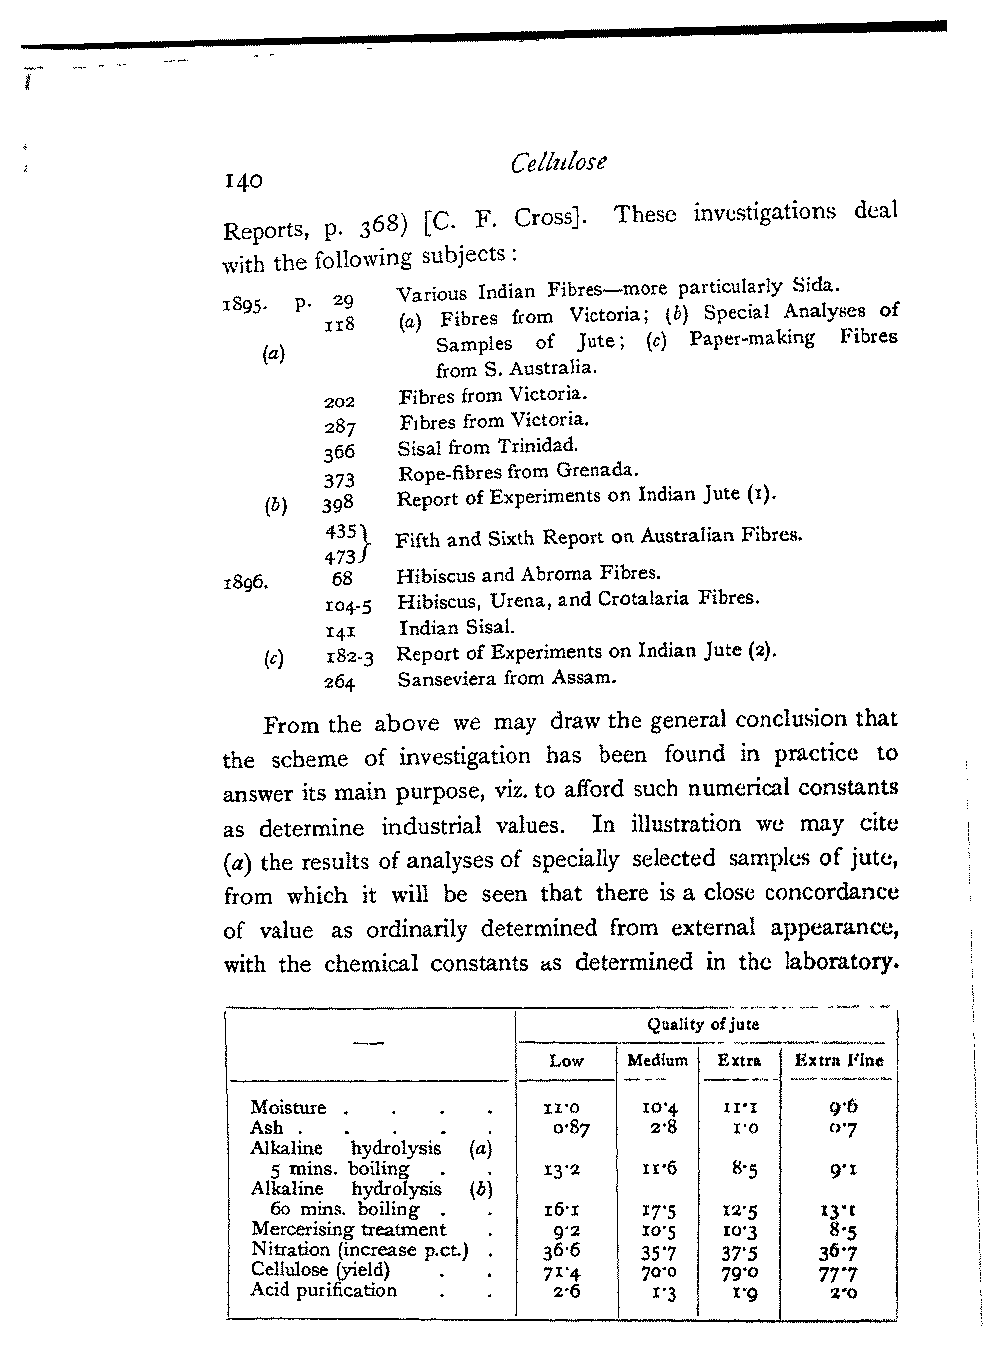 140
Cellulose
Reports, p. 368) [C. F. Cross]. These investigations deal
with the following subjects :
1895. p. 29 Various Indian Fibres—more particularly Sida.
118 (a) Fibres from Victoria; (b) Special Analyses of
(a) Samples of Jute; (c) Paper-making Fibres
from S. Australia.
202 Fibres from Victoria.
287 Fibres from Victoria.
366 Sisal from Trinidad.
373 Rope-fibres from Grenada.
(b) 398 Report of Experiments on Indian Jute (1).
435
473} Fifth and Sixth Report on Australian Fibres.
1896. 68 Hibiscus and Abroma Fibres.
104-5 Hibiscus, Urena, and Crotalaria Fibres.
141 Indian Sisal.
(c) 182-3 Report of Experiments on Indian Jute (2).
264 Sanseviera from Assam.
From the above we may draw the general conclusion that
the scheme of investigation has been found in practice to
answer its main purpose, viz. to afford such numerical constants
as determine industrial values. In illustration we may cite
(a) the results of analyses of specially selected samples of jute,
from which it will be seen that there is a close concordance
of value as ordinarily determined from external appearance,
with the chemical constants as determined in the laboratory.
— Quality of jute
Low Medium Extra Extra Fine
Moisture . . . . 11·0 10·4 11·1 9·6
Ash . . . . . 0·87 2·8 1·0 0·7
Alkaline hydrolysis (a)
5 mins. boiling . . 13·2 11·6 8·5 9·1
Alkaline hydrolysis (b)
60 mins. boiling . . 16·1 17·5 12·5 13·1
Mercerising treatment . 9·2 10·5 10·3 8·5
Nitration (increase p.ct.) . 36·6 35·7 37·5 36·7
Cellulose (yield) . . 71·4 70·0 79·0 77·7
Acid purification . . 2·6 1·3 1·9 2·0